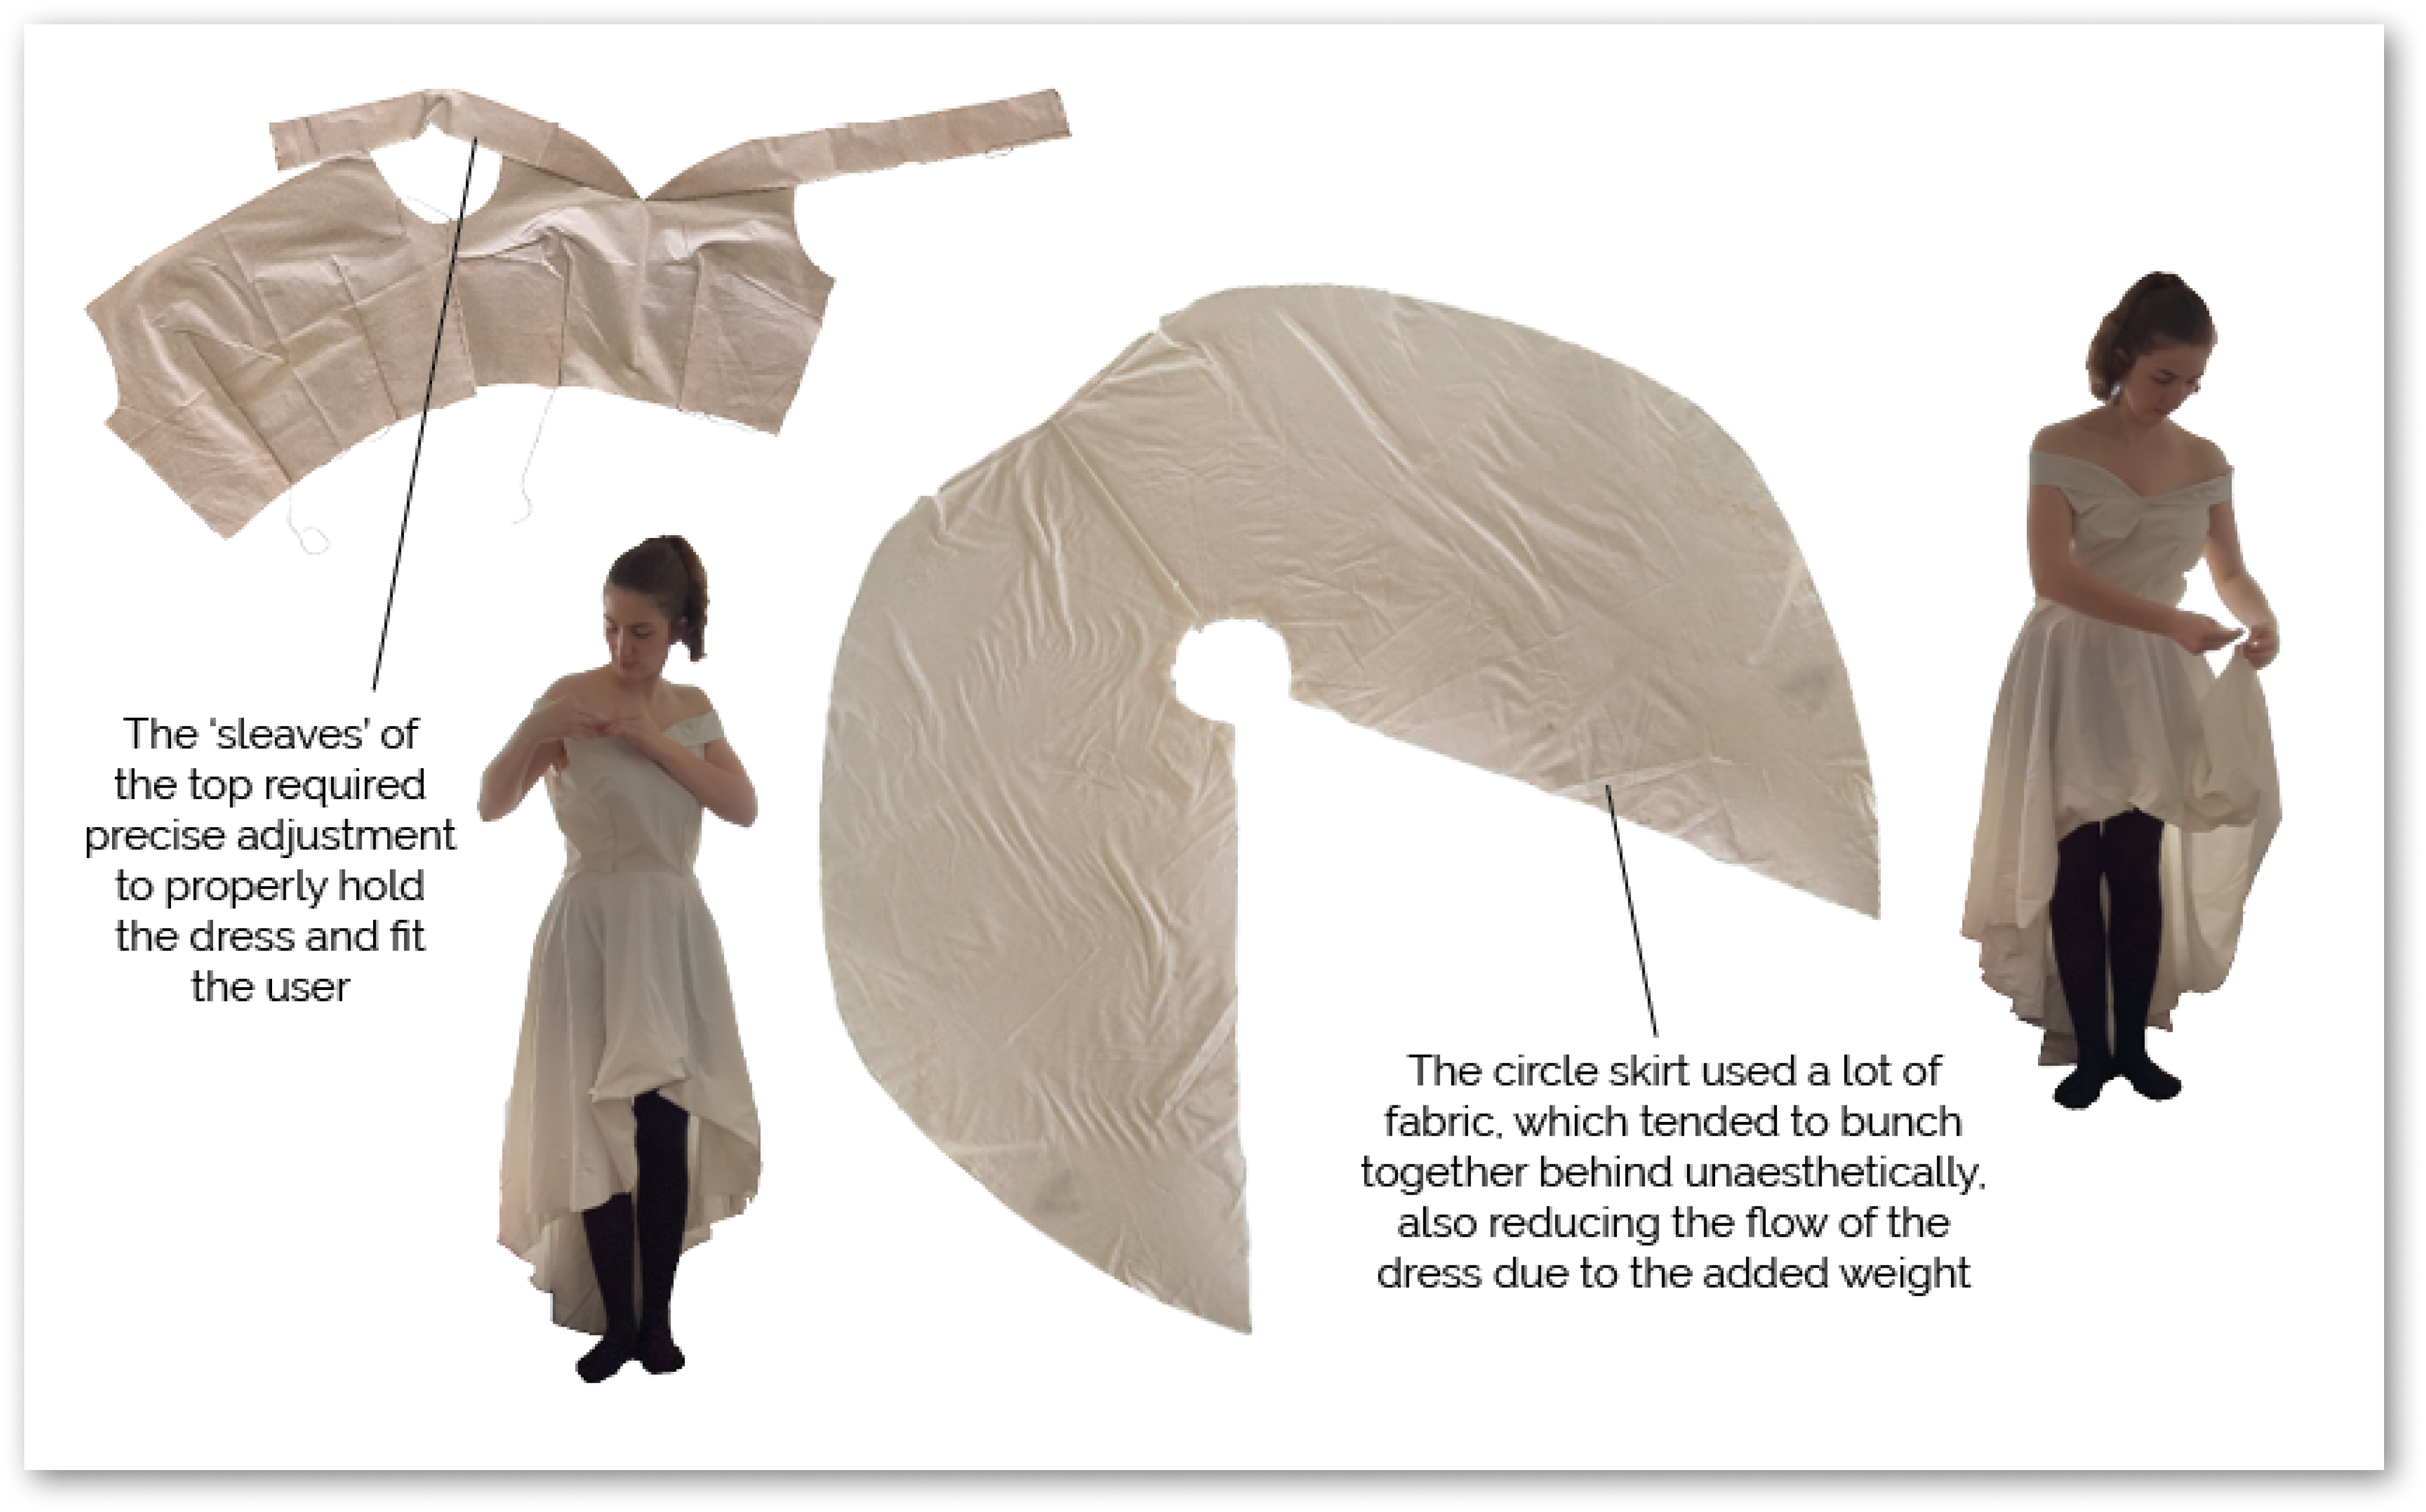 The ‘sleaves’ of
the top required
precise adjustment
to properly hold
the dress and fit
the user
The circle skirt used a lot of
fabric, which tended to bunch
together behind unaesthetically,
also reducing the flow of the
dress due to the added weight